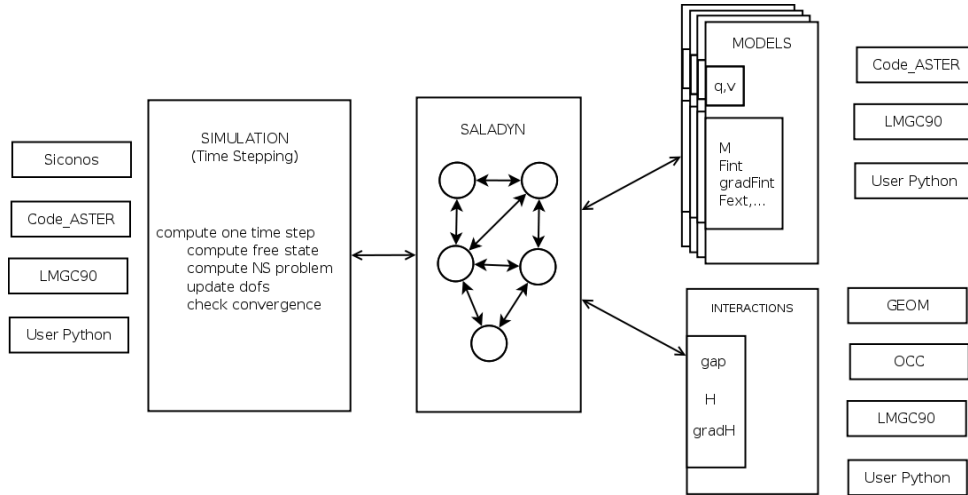 Siconos
Code_ASTER
LMGC90
User Python
SIMULATION
(Time Stepping)
compute one time step
compute free state
compute NS problem
update dofs
check convergence
SALADYN
MODELS
q,v
M
Fint
gradFint
Fext,...
Code_ASTER
LMGC90
User Python
INTERACTIONS
gap
H
gradH
GEOM
OCC
LMGC90
User Python